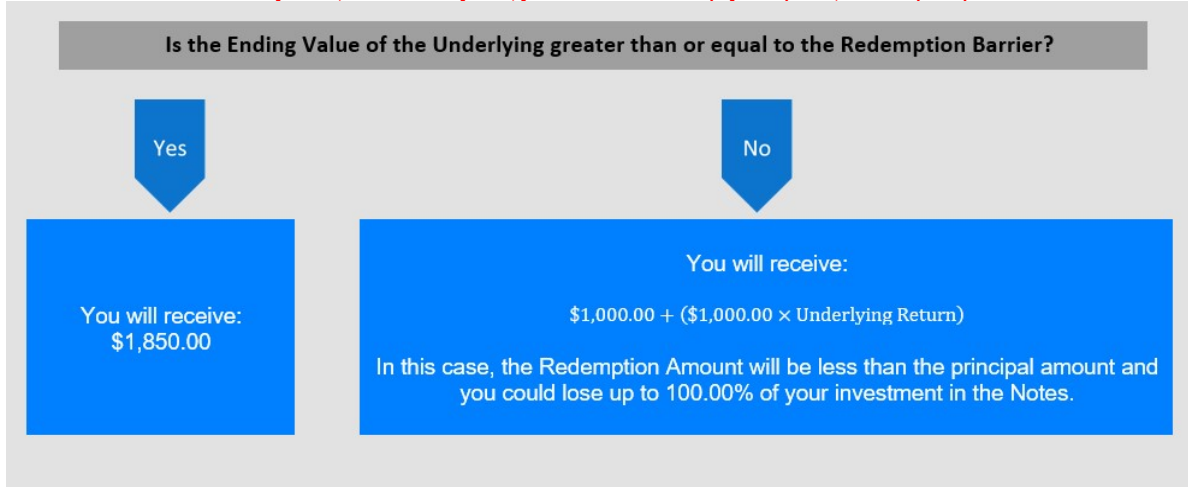 Is the Ending Value of the Underlying greater than or equal to the Redemption Barrier?
Yes
No
You will receive:
$1,850.00
You will receive:
$1,000.00 + ($1,000.00 × Underlying Return)
In this case, the Redemption Amount will be less than the principal amount and
you could lose up to 100.00% of your investment in the Notes.